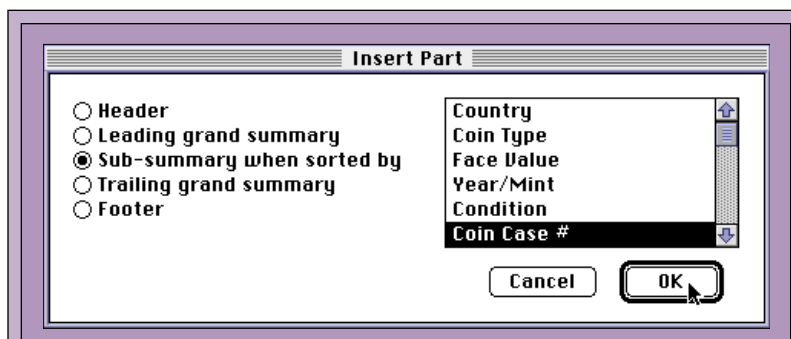 Insert Part
Header
Leading grand summary
Sub-summary when sorted by
Trailing grand summary
Footer
Country
Coin Type
Face Value
Year/Mint
Condition
Coin Case #
Cancel
OK